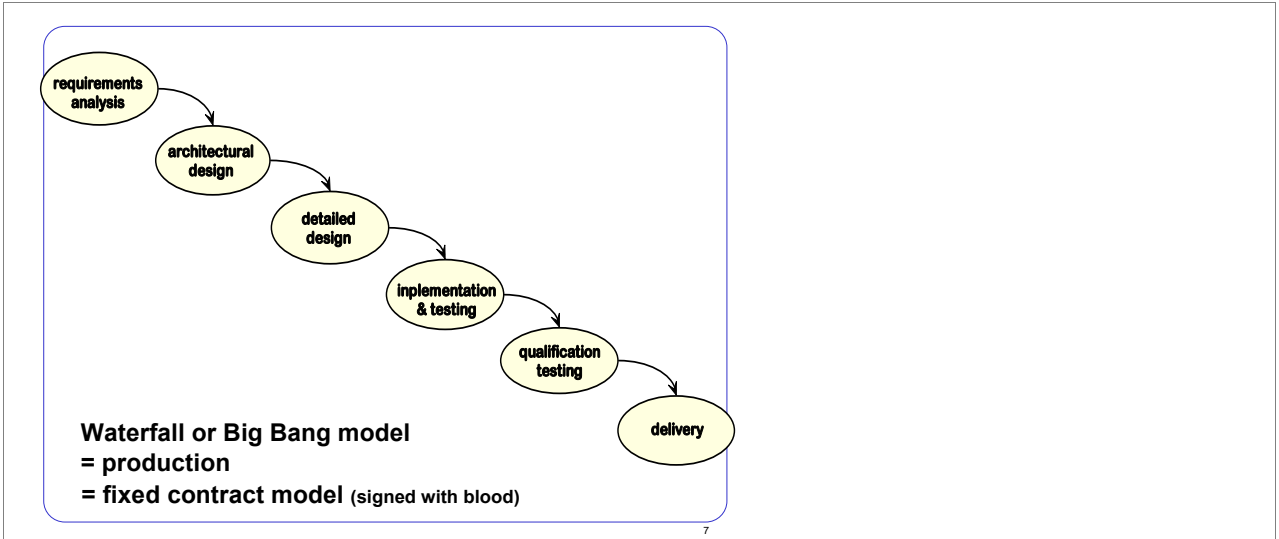 requirements
analysis
architectural
design
detailed
design
inplementation
& testing
qualification
testing
delivery
Waterfall or Big Bang model
= production
= fixed contract model (signed with blood)
7